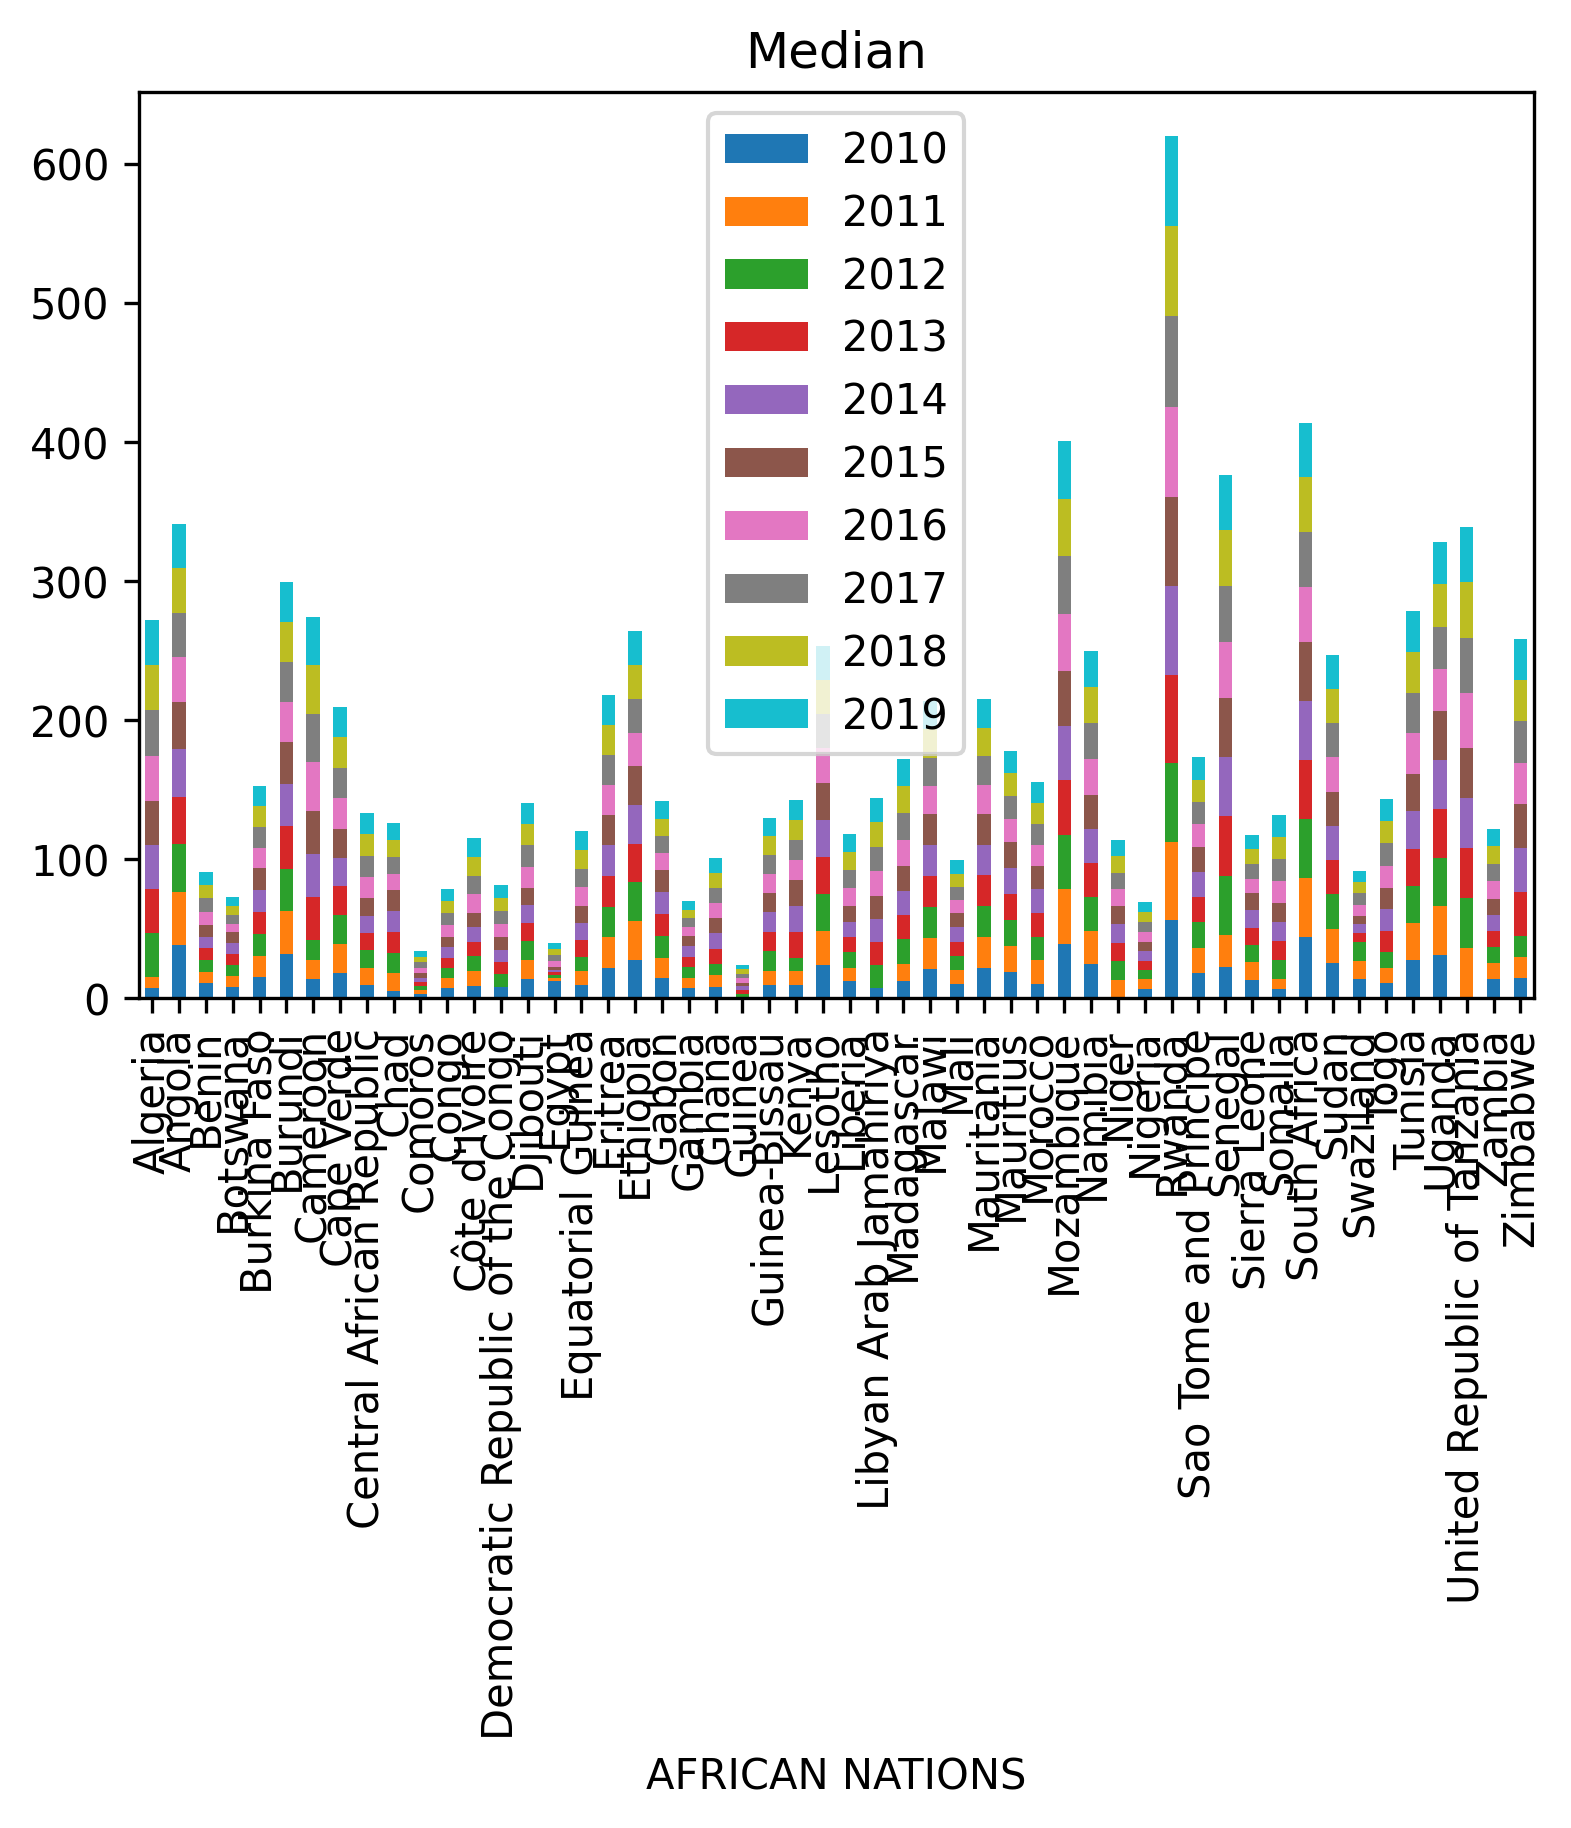 Median
600
500
400
300
200
100
0
2010
2011
2012
2013
2014
2015
2016
2017
2018
2019
Algeria
Angola
Benin
Botswana
Burkina Faso
Burundi
Cameroon
Cape Verde
Central African Republic
Chad
Comoros
Congo
Côte d'Ivoire
Democratic Republic of the Congo
Djibouti
Egypt
Equatorial Guinea
Eritrea
Ethiopia
Gabon
Gambia
Ghana
Guinea
Guinea-Bissau
Kenya
Lesotho
Liberia
Libyan Arab Jamahiriya
Madagascar
Malawi
Mali
Mauritania
Mauritius
Morocco
Mozambique
Namibia
Niger
Nigeria
Rwanda
Sao Tome and Principe
Senegal
Sierra Leone
Somalia
South Africa
Sudan
Swaziland
Togo
Tunisia
Uganda
United Republic of Tanzania
Zambia
Zimbabwe
AFRICAN NATIONS